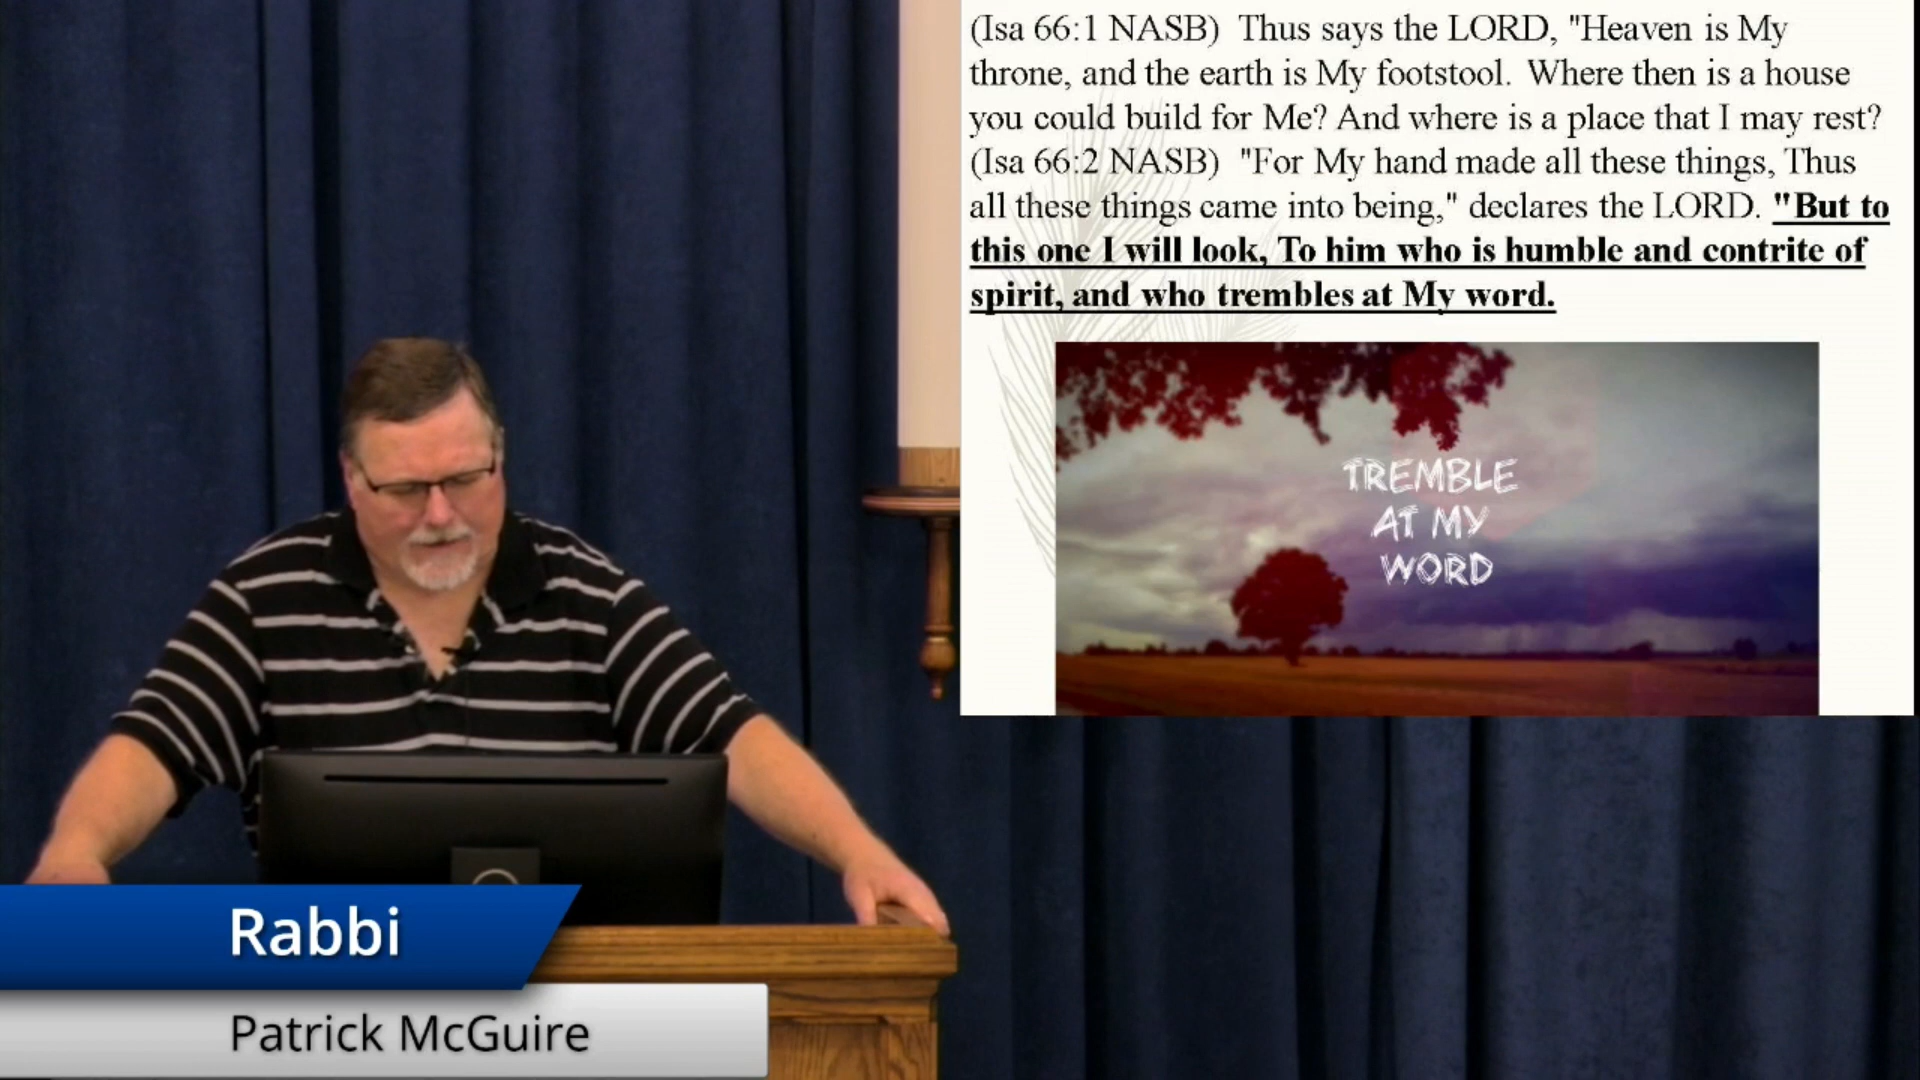 (Isa 66:1 NASB)  Thus says the LORD, "Heaven is My
throne, and the earth is My footstool.  Where then is a house
you could build for Me? And where is a place that I may rest?
(Isa 66:2 NASB)  "For My hand made all these things, Thus
all these things came into being," declares the LORD. "But to
this one I will look, To him who is humble and contrite of
spirit, and who trembles at My word.
TREMBLE
AT MY
WORD
Rabbi
Patrick McGuire